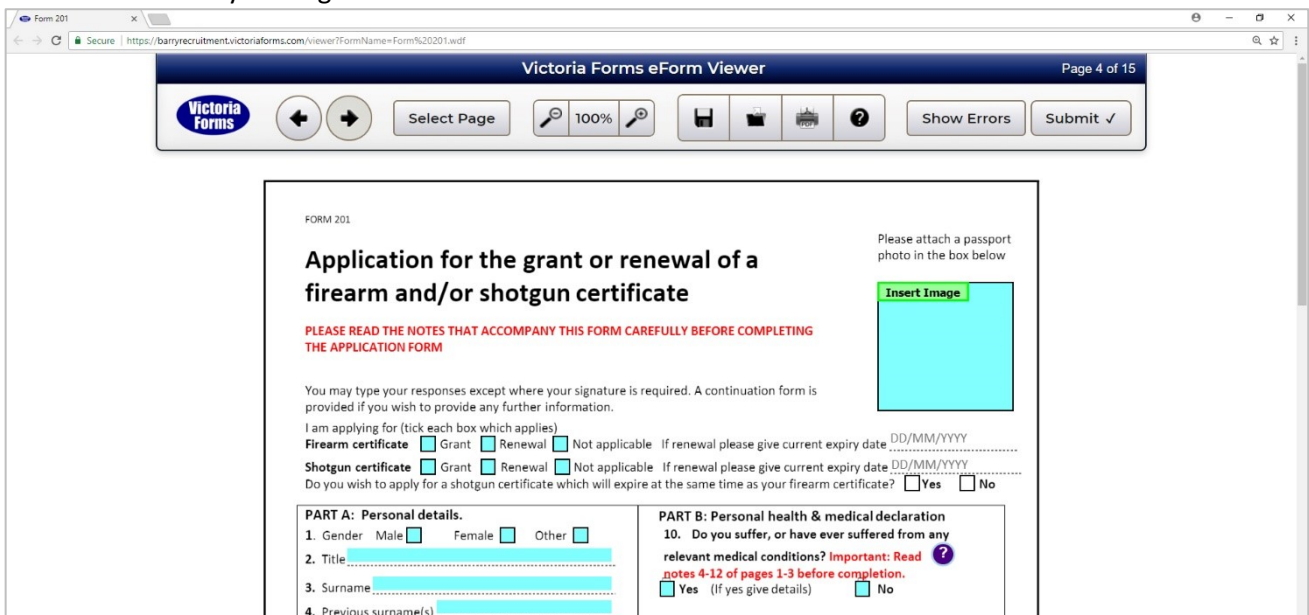 Form 201
Secure | https://barryrecruitment.victoriaforms.com/viewer?FormName=Form%20201.wdf
Victoria Forms eForm Viewer
Page 4 of 15
Victoria
Forms
Select Page
100%
Show Errors
Submit ✓
FORM 201
Please attach a passport
photo in the box below
Application for the grant or renewal of a
firearm and/or shotgun certificate
Insert Image
PLEASE READ THE NOTES THAT ACCOMPANY THIS FORM CAREFULLY BEFORE COMPLETING
THE APPLICATION FORM
You may type your responses except where your signature is required. A continuation form is
provided if you wish to provide any further information.
I am applying for (tick each box which applies)
Firearm certificate Grant Renewal Not applicable If renewal please give current expiry date DD/MM/YYYY
Shotgun certificate Grant Renewal Not applicable If renewal please give current expiry date DD/MM/YYYY
Do you wish to apply for a shotgun certificate which will expire at the same time as your firearm certificate? Yes No
PART A: Personal details.
1. Gender Male Female Other
2. Title
3. Surname
4. Previous surname(s)
PART B: Personal health & medical declaration
10. Do you suffer, or have ever suffered from any
relevant medical conditions? Important: Read
notes 4-12 of pages 1-3 before completion.
Yes (If yes give details) No